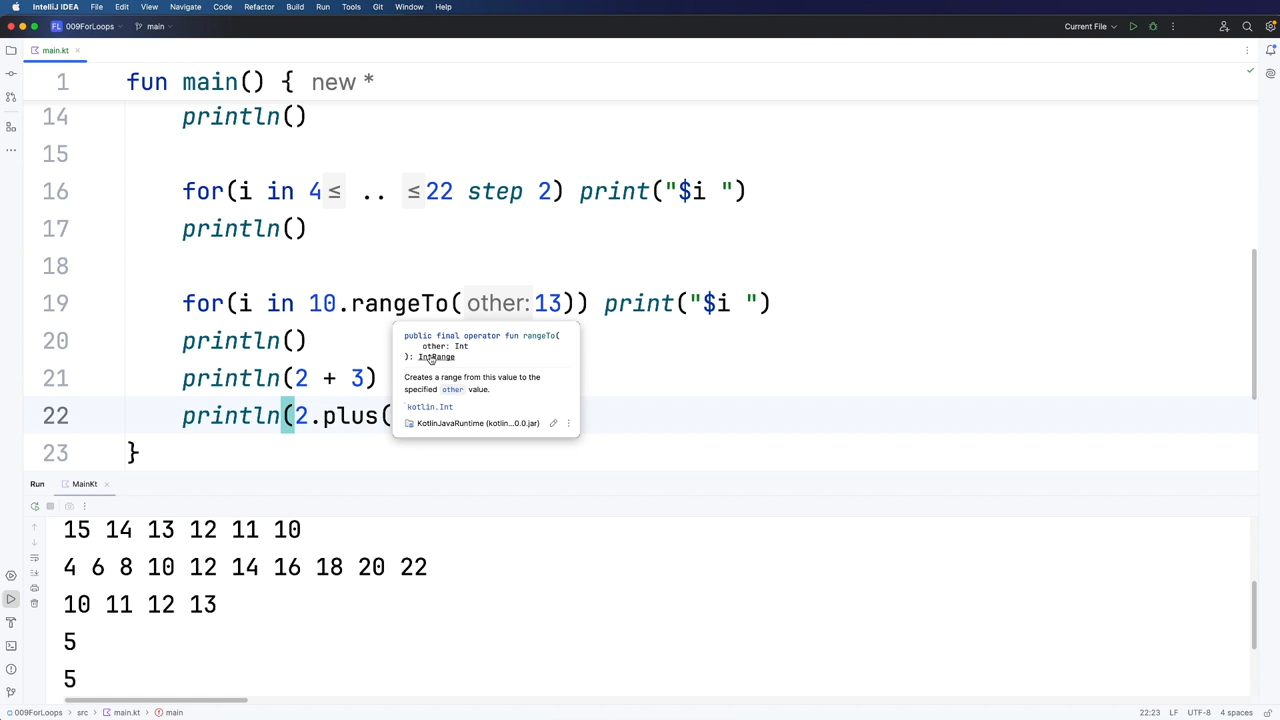 IntelliJ IDEA File Edit View Navigate Code Refactor Build Run Tools Git Window Help
FL 009ForLoops main Current File
main.kt
1 fun main() { new *
14 println()
15
16 for(i in 4≤ .. ≤22 step 2) print("$i ")
17 println()
18
19 for(i in 10.rangeTo( other: 13)) print("$i ")
20 println()
21 println(2 + 3)
22 println(2.plus(
23 }
public final operator fun rangeTo(
other: Int
): IntRange
Creates a range from this value to the
specified other value.
kotlin.Int
KotlinJavaRuntime (kotlin...0.0.jar)
Run MainKt
15 14 13 12 11 10
4 6 8 10 12 14 16 18 20 22
10 11 12 13
5
5
009ForLoops src main.kt main 22:23 LF UTF-8 4 spaces